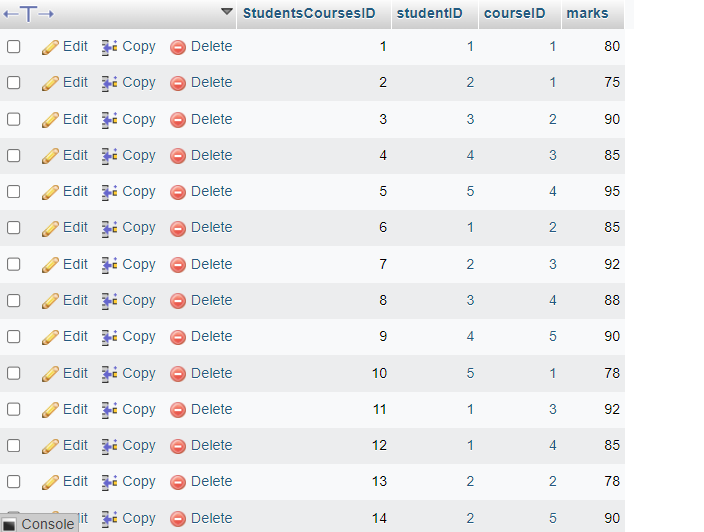 StudentsCoursesID studentID courseID marks
Edit Copy Delete 1 1 1 80
Edit Copy Delete 2 2 1 75
Edit Copy Delete 3 3 2 90
Edit Copy Delete 4 4 3 85
Edit Copy Delete 5 5 4 95
Edit Copy Delete 6 1 2 85
Edit Copy Delete 7 2 3 92
Edit Copy Delete 8 3 4 88
Edit Copy Delete 9 4 5 90
Edit Copy Delete 10 5 1 78
Edit Copy Delete 11 1 3 92
Edit Copy Delete 12 1 4 85
Edit Copy Delete 13 2 2 78
it Copy Delete 14 2 5 90
Console